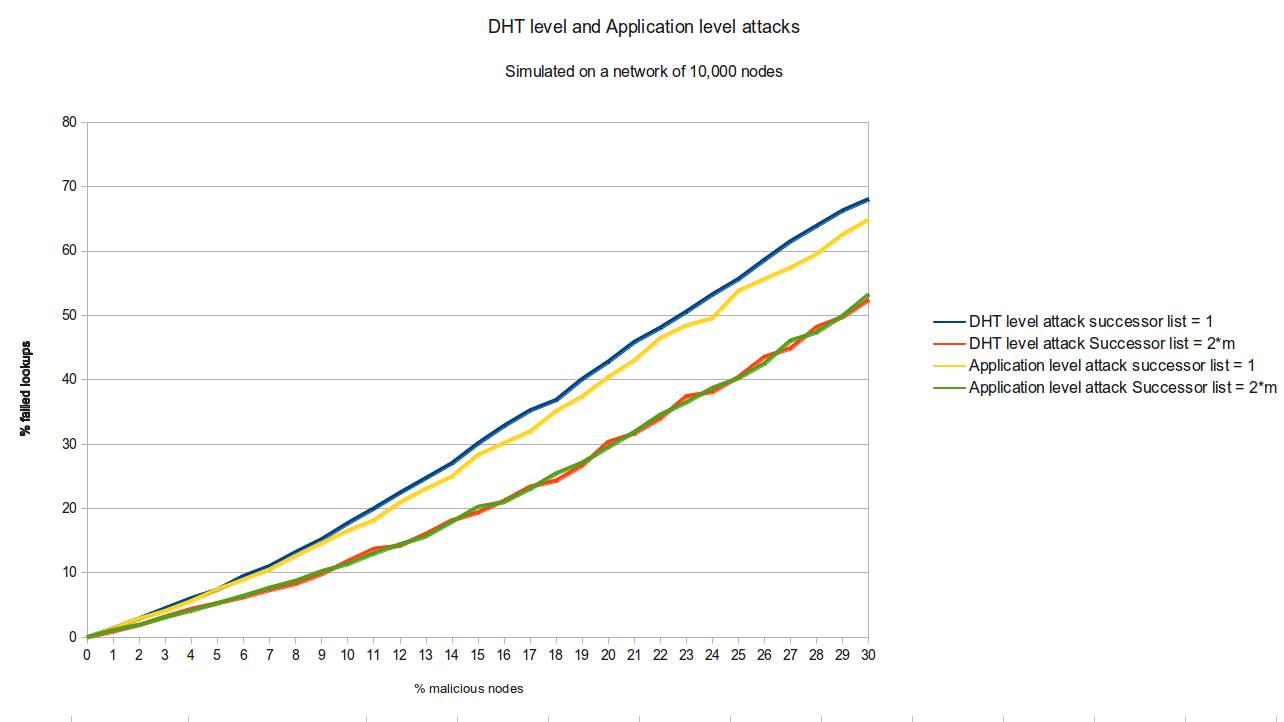 DHT level and Application level attacks
Simulated on a network of 10,000 nodes
80
70
60
50
40
30
20
10
0
% failed lookups
0 1 2 3 4 5 6 7 8 9 10 11 12 13 14 15 16 17 18 19 20 21 22 23 24 25 26 27 28 29 30
% malicious nodes
DHT level attack successor list = 1
DHT level attack Successor list = 2*m
Application level attack successor list = 1
Application level attack Successor list = 2*m